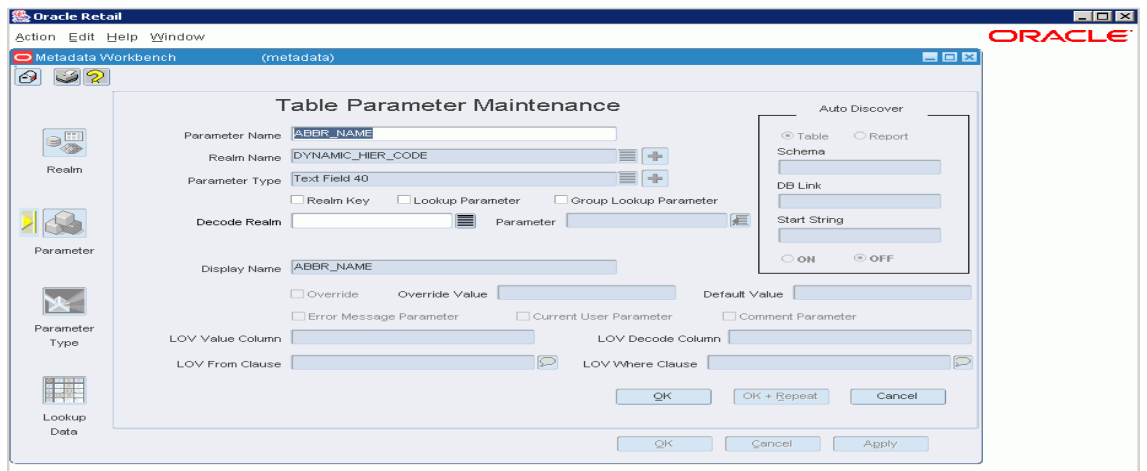 Oracle Retail
Action Edit Help Window
ORACLE
Metadata Workbench (metadata)
Table Parameter Maintenance
Auto Discover
Parameter Name ABBR_NAME
Table Report
Realm Name DYNAMIC_HIER_CODE
Schema
Realm
Parameter Type Text Field 40
DB Link
Realm Key Lookup Parameter Group Lookup Parameter
Decode Realm Parameter
Start String
Parameter
ON OFF
Display Name ABBR_NAME
Override Override Value Default Value
Error Message Parameter Current User Parameter Comment Parameter
Parameter Type
LOV Value Column LOV Decode Column
LOV From Clause LOV Where Clause
OK OK + Repeat Cancel
Lookup Data
OK Cancel Apply